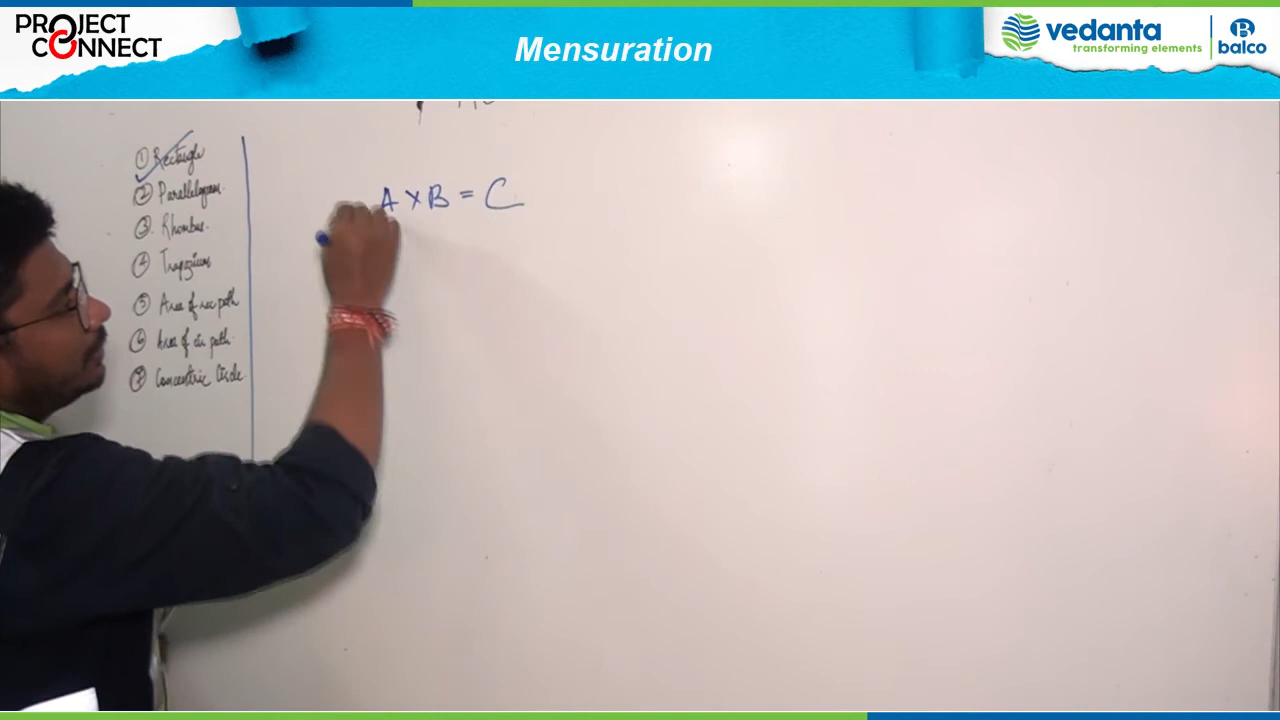 PROJECT
CONNECT
Mensuration
vedanta
transforming elements
balco
① Rectangle
② Parallelogram.
③. Rhombus.
④ Trapezium
⑤ Area of rec path
⑥ Area of cir path.
⑦ Concentric Circle
A × B = C